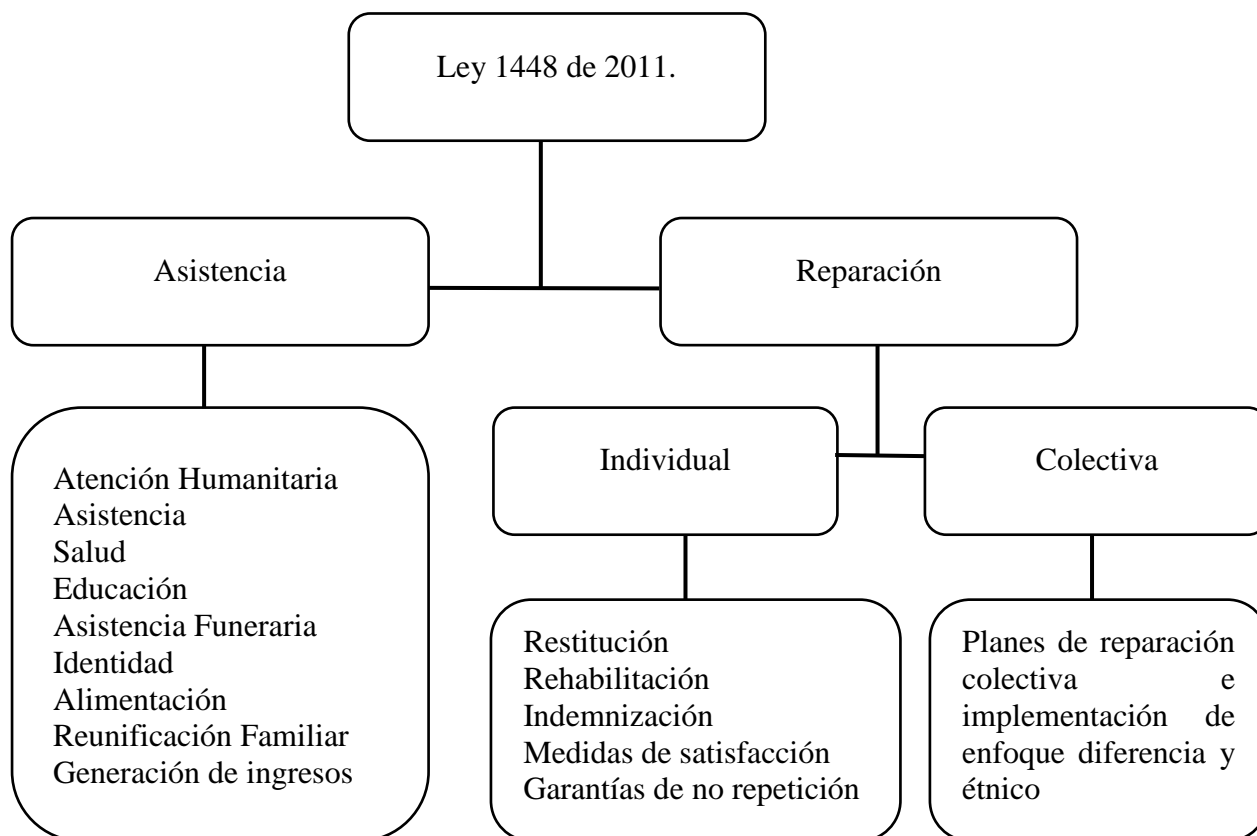 Ley 1448 de 2011.
Asistencia
Reparación
Atención Humanitaria
Asistencia
Salud
Educación
Asistencia Funeraria
Identidad
Alimentación
Reunificación Familiar
Generación de ingresos
Individual
Colectiva
Restitución
Rehabilitación
Indemnización
Medidas de satisfacción
Garantías de no repetición
Planes de reparación
colectiva e
implementación de
enfoque diferencia y
étnico